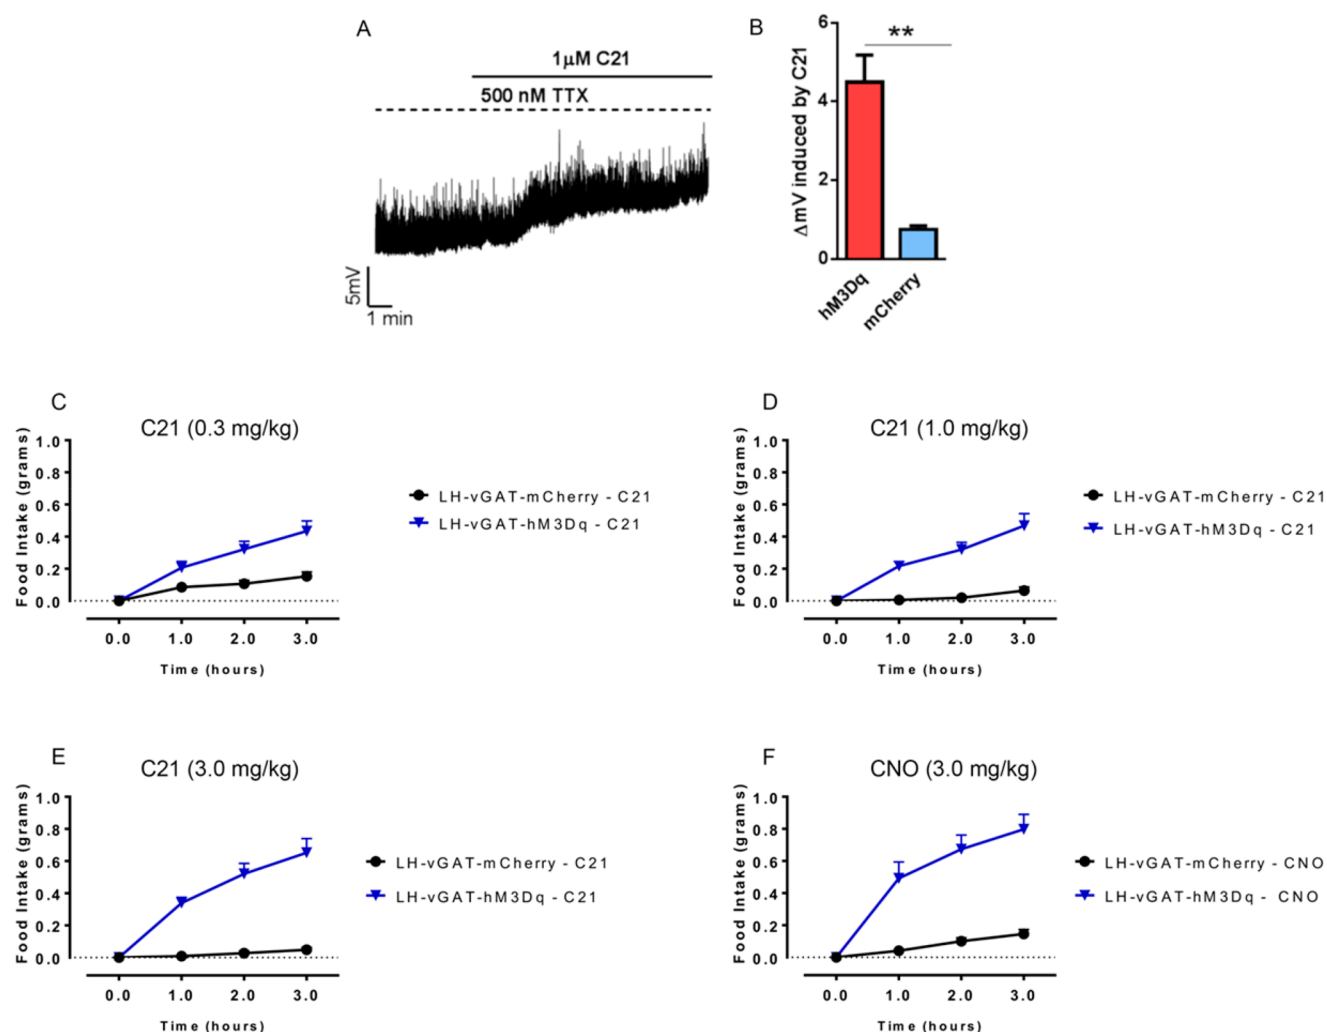 A
1μM C21
500 nM TTX
5mV
1 min
B
ΔmV induced by C21
6
4
2
0
**
hM3Dq
mCherry
C
C21 (0.3 mg/kg)
Food Intake (grams)
1.0
0.8
0.6
0.4
0.2
0.0
0.0 1.0 2.0 3.0
Time (hours)
LH-vGAT-mCherry - C21
LH-vGAT-hM3Dq - C21
D
C21 (1.0 mg/kg)
Food Intake (grams)
1.0
0.8
0.6
0.4
0.2
0.0
0.0 1.0 2.0 3.0
Time (hours)
LH-vGAT-mCherry - C21
LH-vGAT-hM3Dq - C21
E
C21 (3.0 mg/kg)
Food Intake (grams)
1.0
0.8
0.6
0.4
0.2
0.0
0.0 1.0 2.0 3.0
Time (hours)
LH-vGAT-mCherry - C21
LH-vGAT-hM3Dq - C21
F
CNO (3.0 mg/kg)
Food Intake (grams)
1.0
0.8
0.6
0.4
0.2
0.0
0.0 1.0 2.0 3.0
Time (hours)
LH-vGAT-mCherry - CNO
LH-vGAT-hM3Dq - CNO